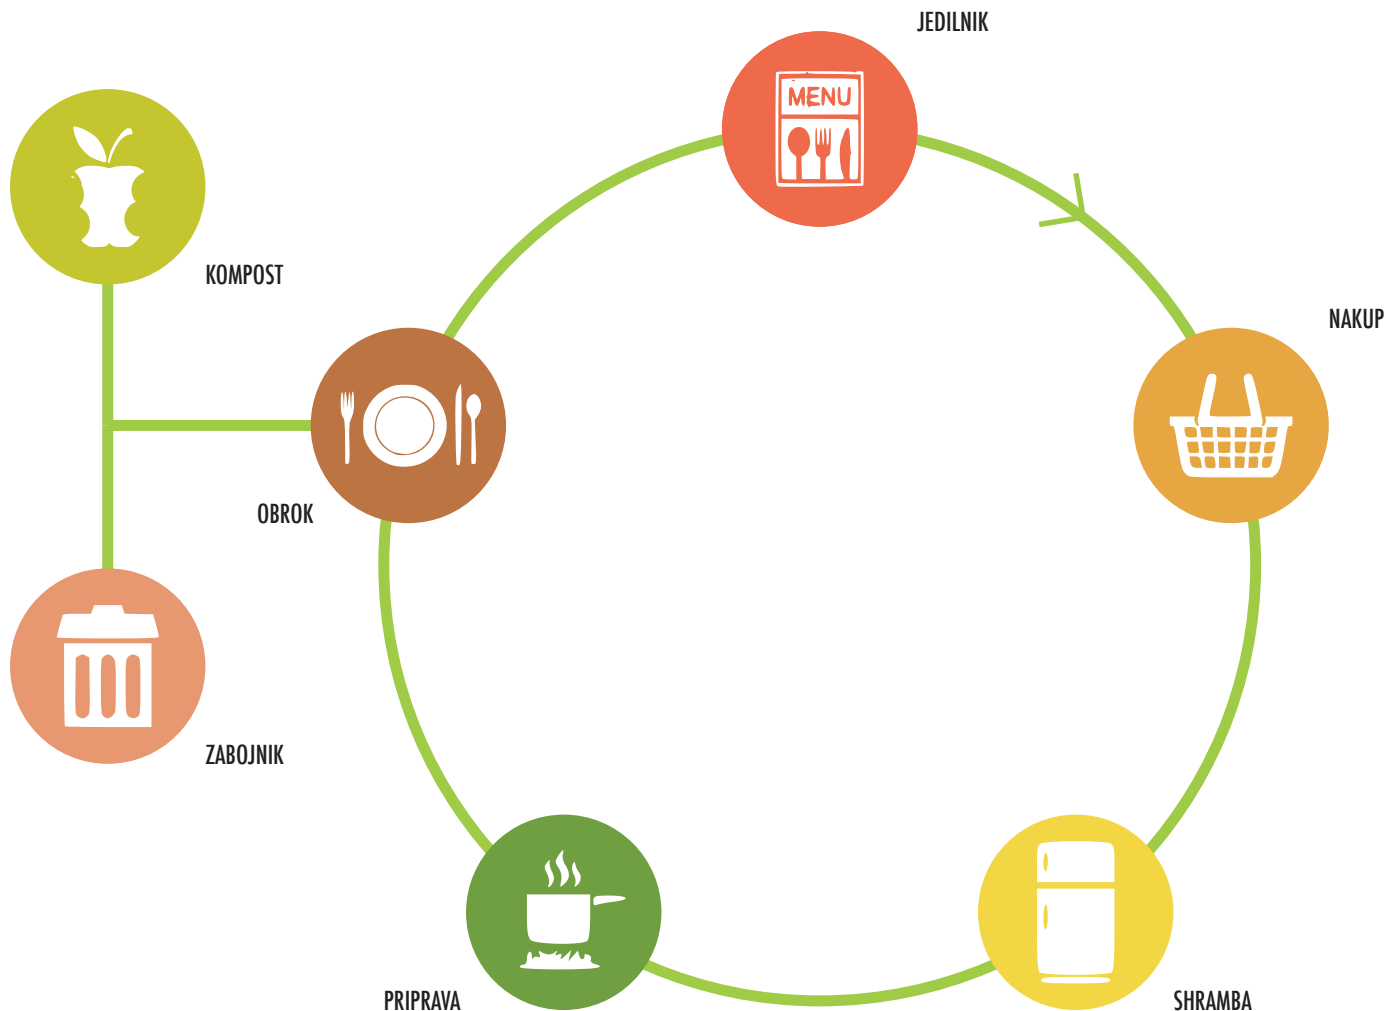 JEDILNIK
MENU
KOMPOST
NAKUP
OBROK
ZABOJNIK
PRIPRAVA
SHRAMBA